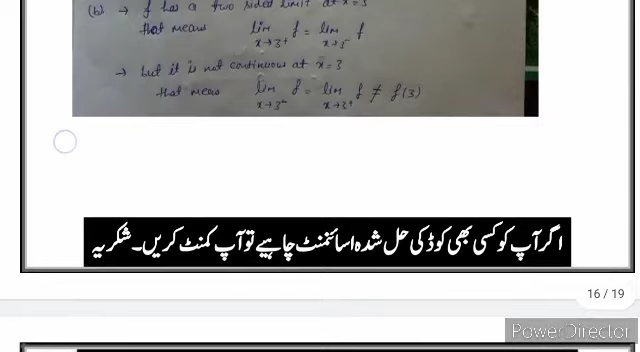 (b) → f has a two sided limit at x=3
that means lim x→3+ f = lim x→3- f
→ but it is not continuous at x=3
that means lim x→3- f = lim x→3+ f ≠ f(3)
اگر آپ کو کسی بھی کوڈ کی حل شدہ اسائنمنٹ چاہیے تو آپ کمنٹ کریں۔ شکریہ
16 / 19
PowerDirector